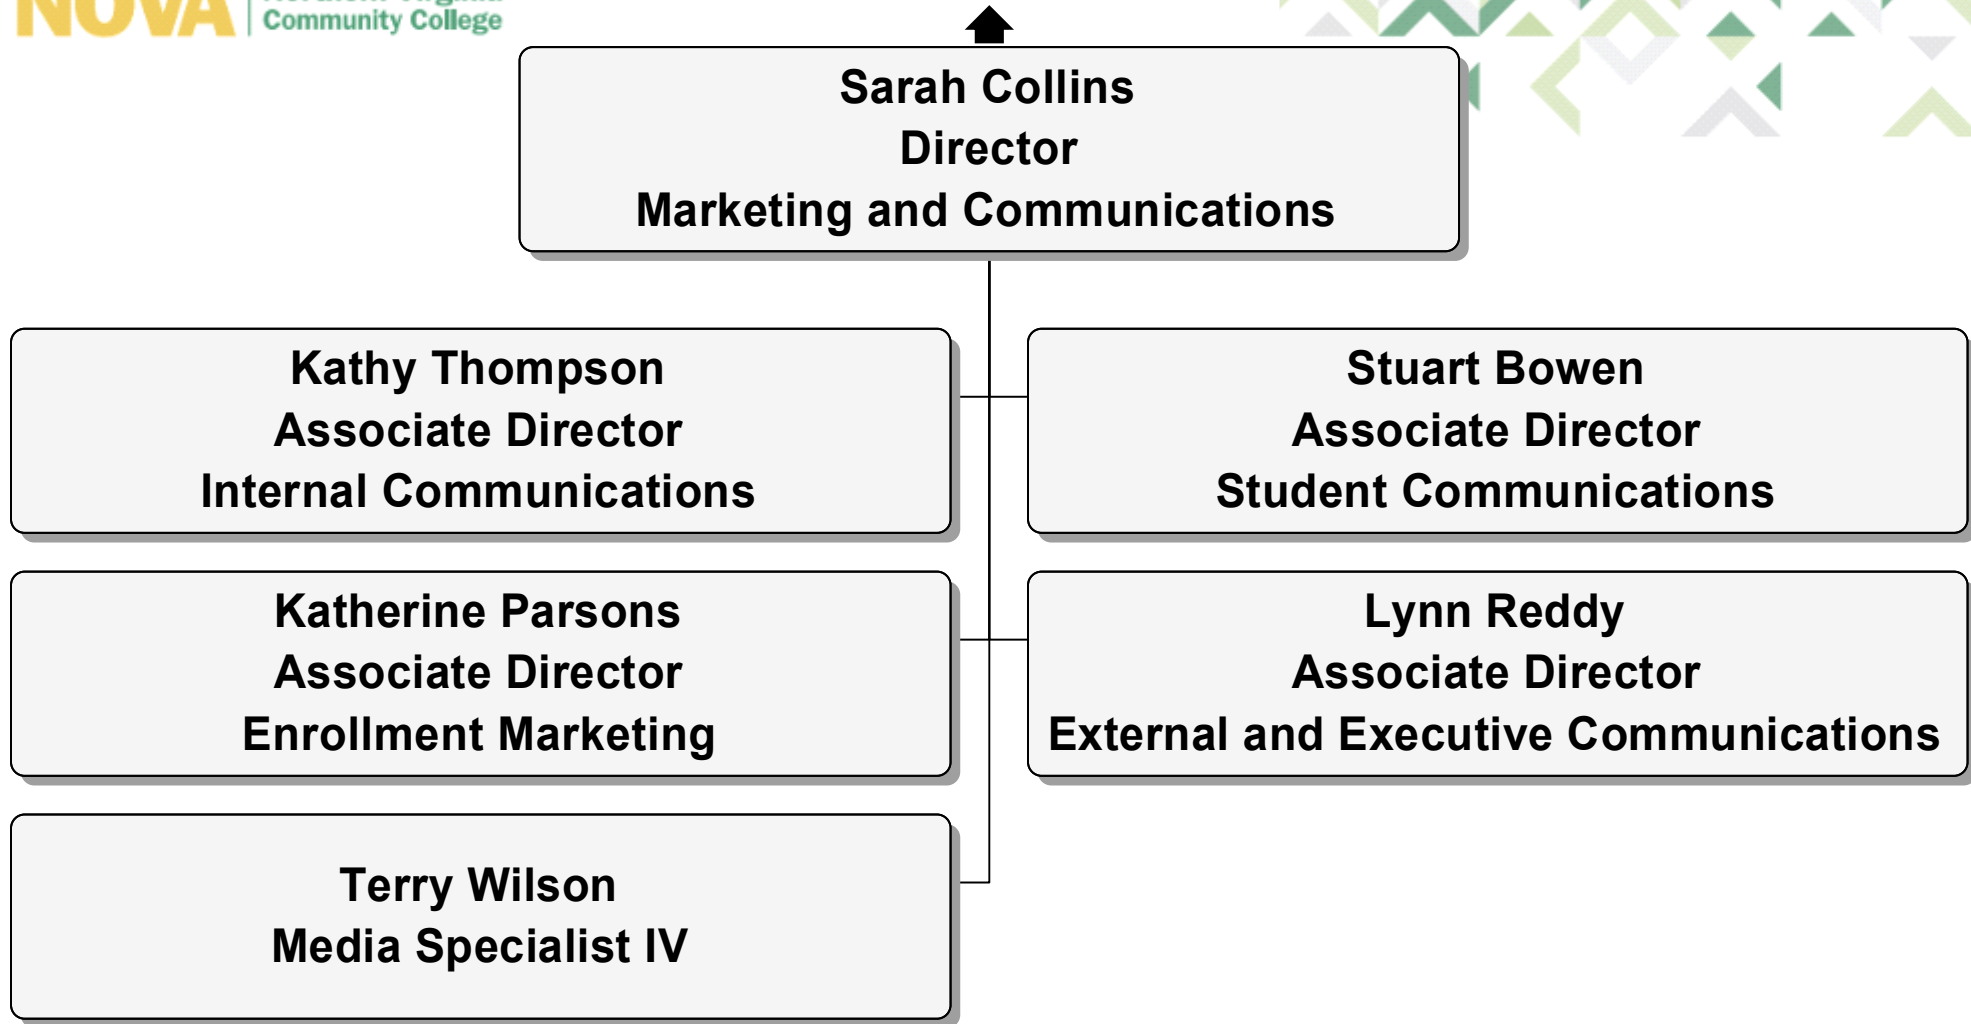 NOVA
Community College
Sarah Collins
Director
Marketing and Communications
Kathy Thompson
Associate Director
Internal Communications
Stuart Bowen
Associate Director
Student Communications
Katherine Parsons
Associate Director
Enrollment Marketing
Lynn Reddy
Associate Director
External and Executive Communications
Terry Wilson
Media Specialist IV